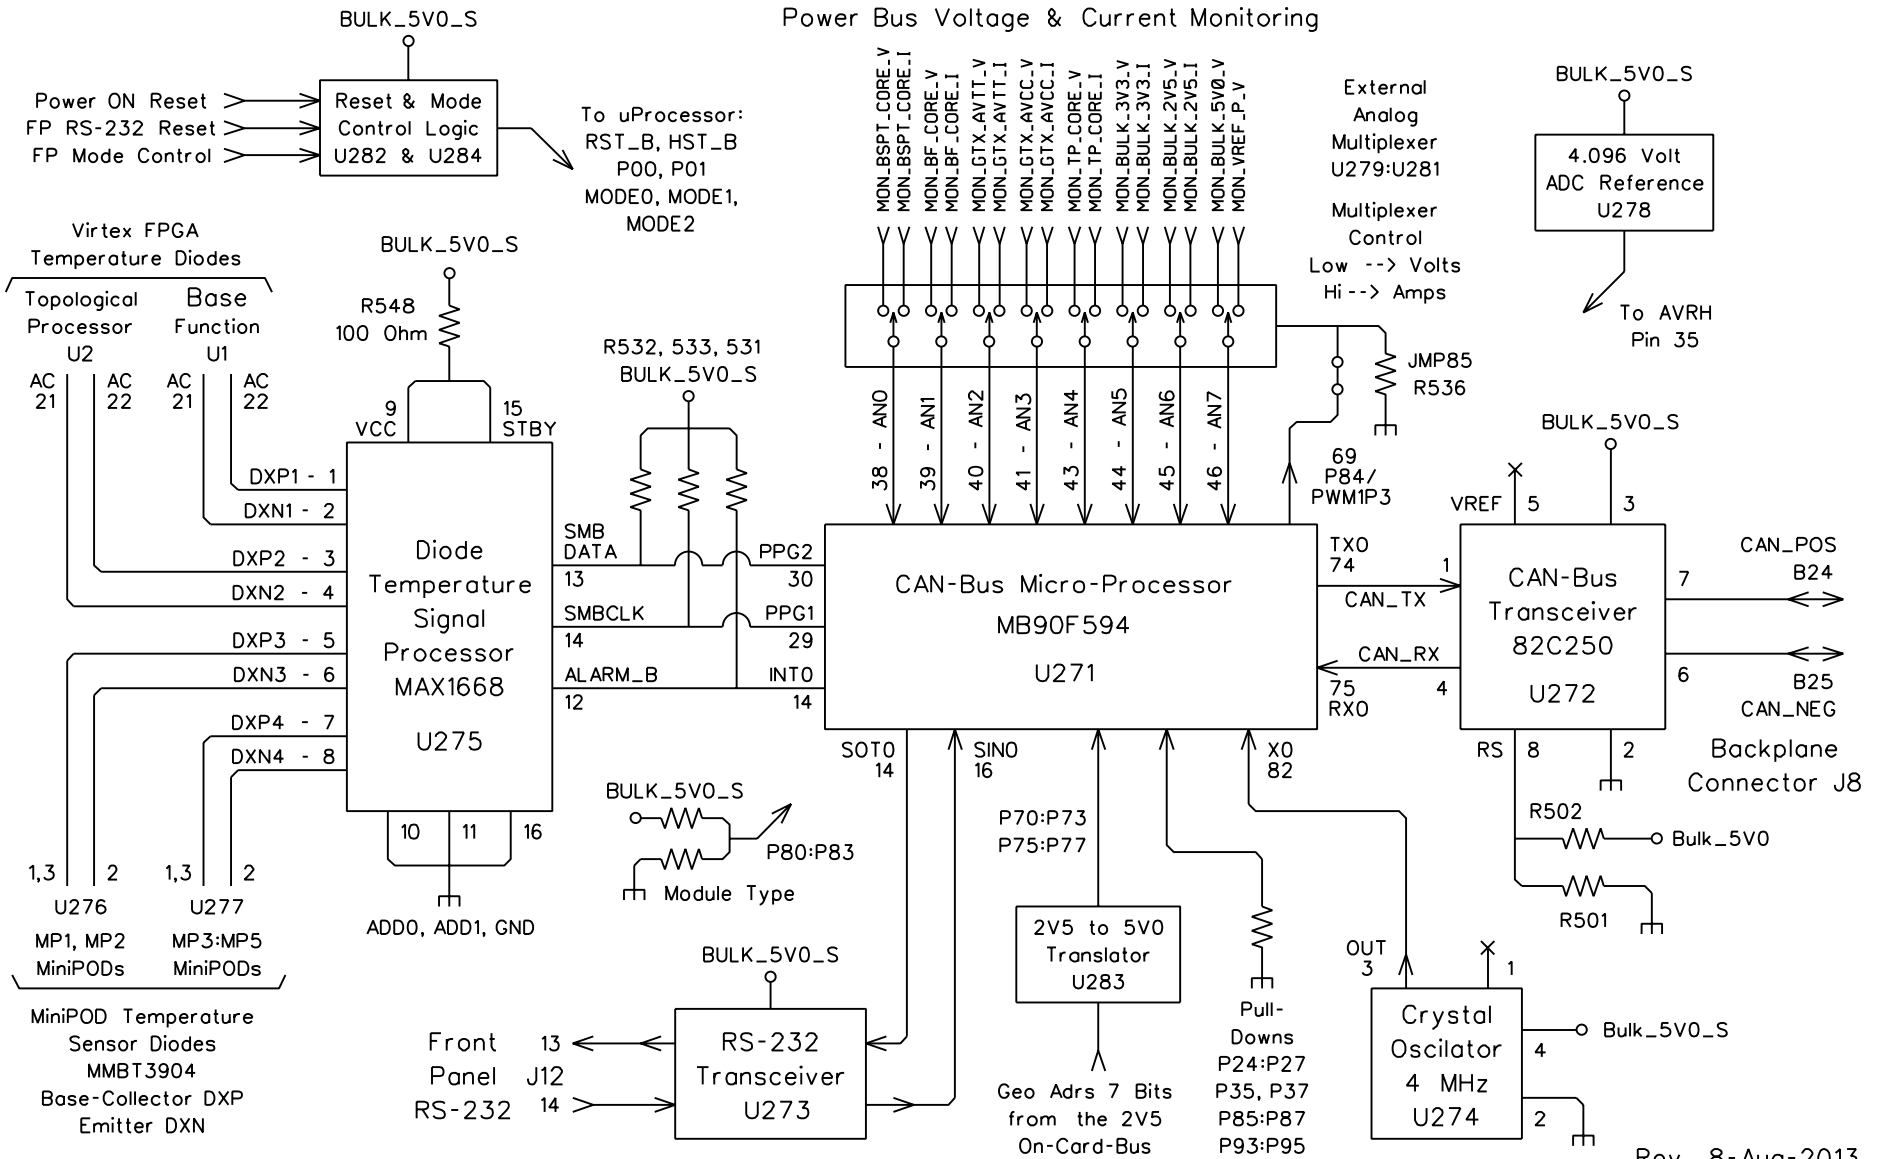 Power Bus Voltage & Current Monitoring
BULK_5V0_S
Power ON Reset
FP RS-232 Reset
FP Mode Control
Reset & Mode
Control Logic
U282 & U284
To uProcessor:
RST_B, HST_B
P00, P01
MODE0, MODE1,
MODE2
MON_BSPT_CORE_V
MON_BSPT_CORE_I
MON_BF_CORE_V
MON_BF_CORE_I
MON_GTX_AVTT_V
MON_GTX_AVTT_I
MON_GTX_AVCC_V
MON_GTX_AVCC_I
MON_TP_CORE_V
MON_TP_CORE_I
MON_BULK_3V3_V
MON_BULK_3V3_I
MON_BULK_2V5_V
MON_BULK_2V5_I
MON_BULK_5V0_V
MON_VREF_P_V
External
Analog
Multiplexer
U279:U281
Multiplexer
Control
Low --> Volts
Hi --> Amps
BULK_5V0_S
4.096 Volt
ADC Reference
U278
To AVRH
Pin 35
Virtex FPGA
Temperature Diodes
Topological
Processor
U2
Base
Function
U1
AC
21
AC
22
AC
21
AC
22
BULK_5V0_S
R548
100 Ohm
9
VCC
15
STBY
R532, 533, 531
BULK_5V0_S
38 - AN0
39 - AN1
40 - AN2
41 - AN3
43 - AN4
44 - AN5
45 - AN6
46 - AN7
JMP85
R536
69
P84/
PWM1P3
DXP1 - 1
DXN1 - 2
DXP2 - 3
DXN2 - 4
DXP3 - 5
DXN3 - 6
DXP4 - 7
DXN4 - 8
Diode
Temperature
Signal
Processor
MAX1668
U275
SMB
DATA
13
SMBCLK
14
ALARM_B
12
PPG2
30
PPG1
29
INT0
14
CAN-Bus Micro-Processor
MB90F594
U271
TX0
74
CAN_TX
1
CAN_RX
75
RX0
4
BULK_5V0_S
VREF
5
3
CAN-Bus
Transceiver
82C250
U272
CAN_POS
B24
7
6
B25
CAN_NEG
Backplane
Connector J8
RS
8
2
R502
Bulk_5V0
R501
10
11
16
ADD0, ADD1, GND
1,3
2
1,3
2
U276
U277
MP1, MP2
MiniPODs
MP3:MP5
MiniPODs
MiniPOD Temperature
Sensor Diodes
MMBT3904
Base-Collector DXP
Emitter DXN
BULK_5V0_S
P80:P83
Module Type
SOT0
14
SIN0
16
X0
82
BULK_5V0_S
RS-232
Transceiver
U273
Front
Panel
RS-232
13
J12
14
P70:P73
P75:P77
2V5 to 5V0
Translator
U283
Geo Adrs 7 Bits
from the 2V5
On-Card-Bus
Pull-
Downs
P24:P27
P35, P37
P85:P87
P93:P95
OUT
3
1
Crystal
Oscilator
4 MHz
U274
Bulk_5V0_S
4
2
Rev. 8-Aug-2013